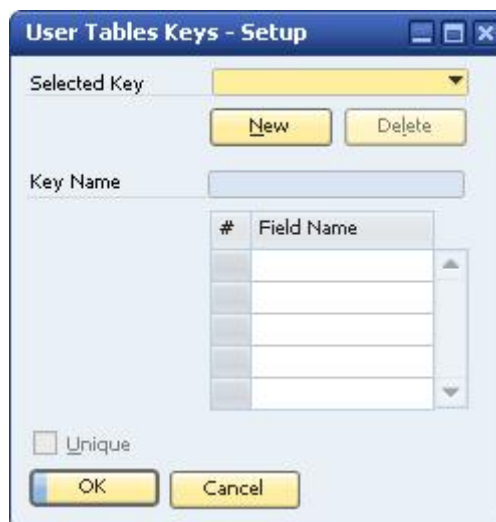 User Tables Keys - Setup
Selected Key
New Delete
Key Name
# Field Name
Unique
OK Cancel